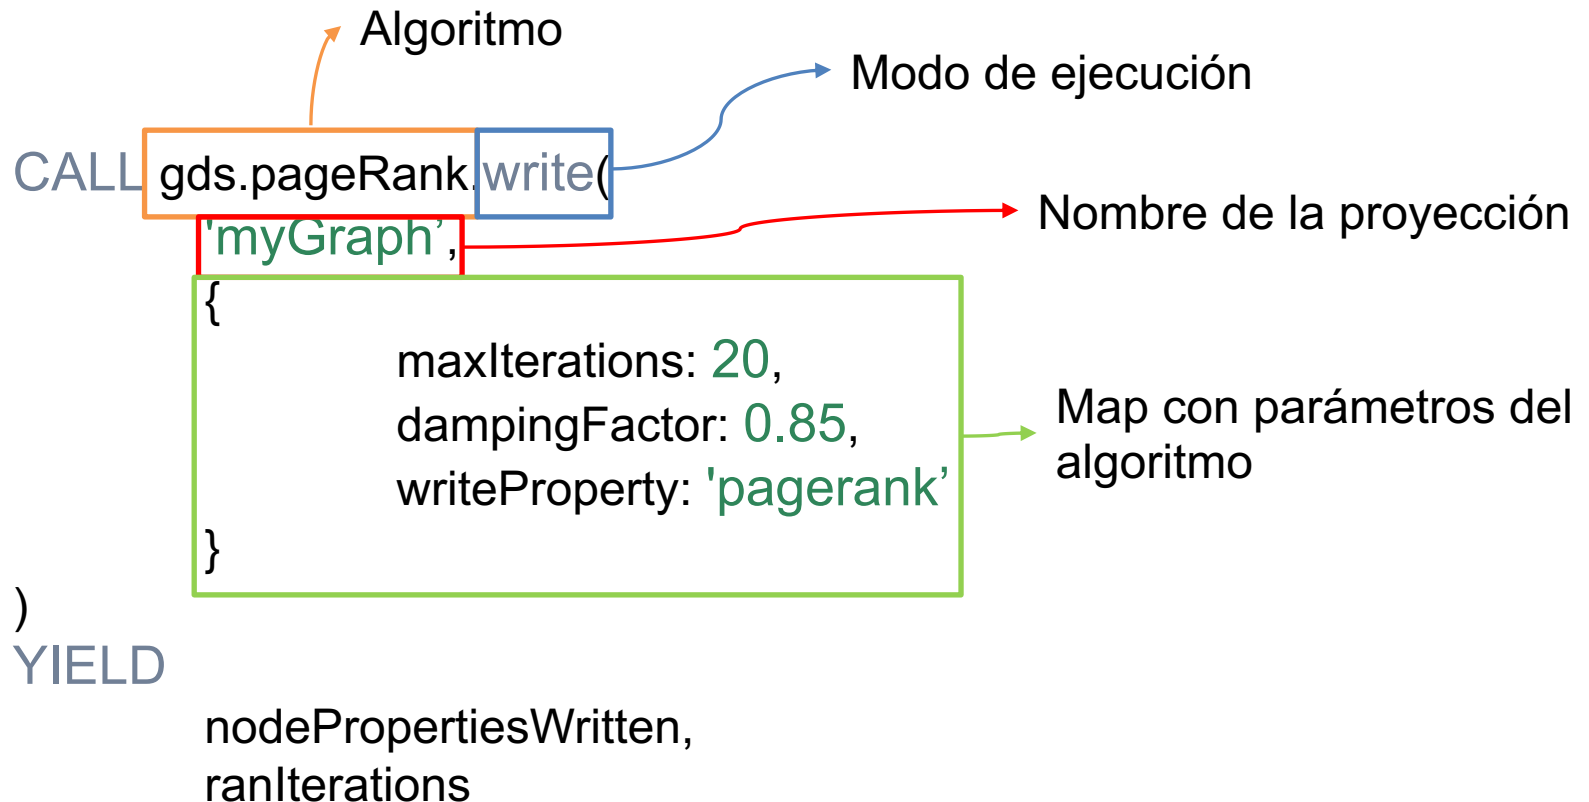 Algoritmo
Modo de ejecución
CALL gds.pageRank.write(
'myGraph’,
Nombre de la proyección
{
maxIterations: 20,
dampingFactor: 0.85,
writeProperty: 'pagerank’
}
Map con parámetros del
algoritmo
)
YIELD
nodePropertiesWritten,
ranIterations